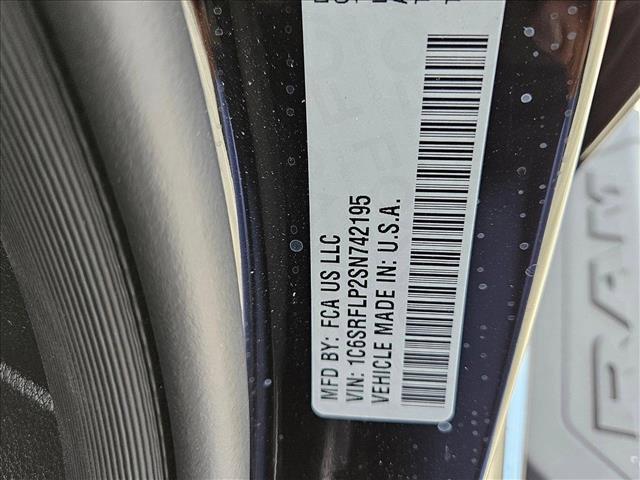 MFD BY: FCA US LLC
VIN: 1C6SRFLP2SN742195
VEHICLE MADE IN: U.S.A.
RAM